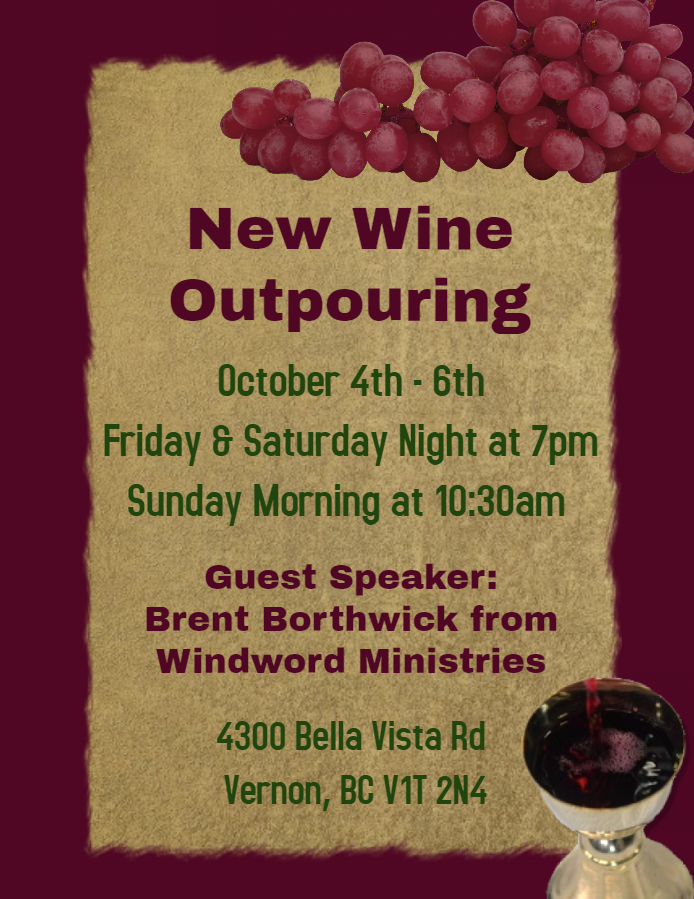 New Wine
Outpouring
October 4th - 6th
Friday & Saturday Night at 7pm
Sunday Morning at 10:30am
Guest Speaker:
Brent Borthwick from
Windword Ministries
4300 Bella Vista Rd
Vernon, BC V1T 2N4